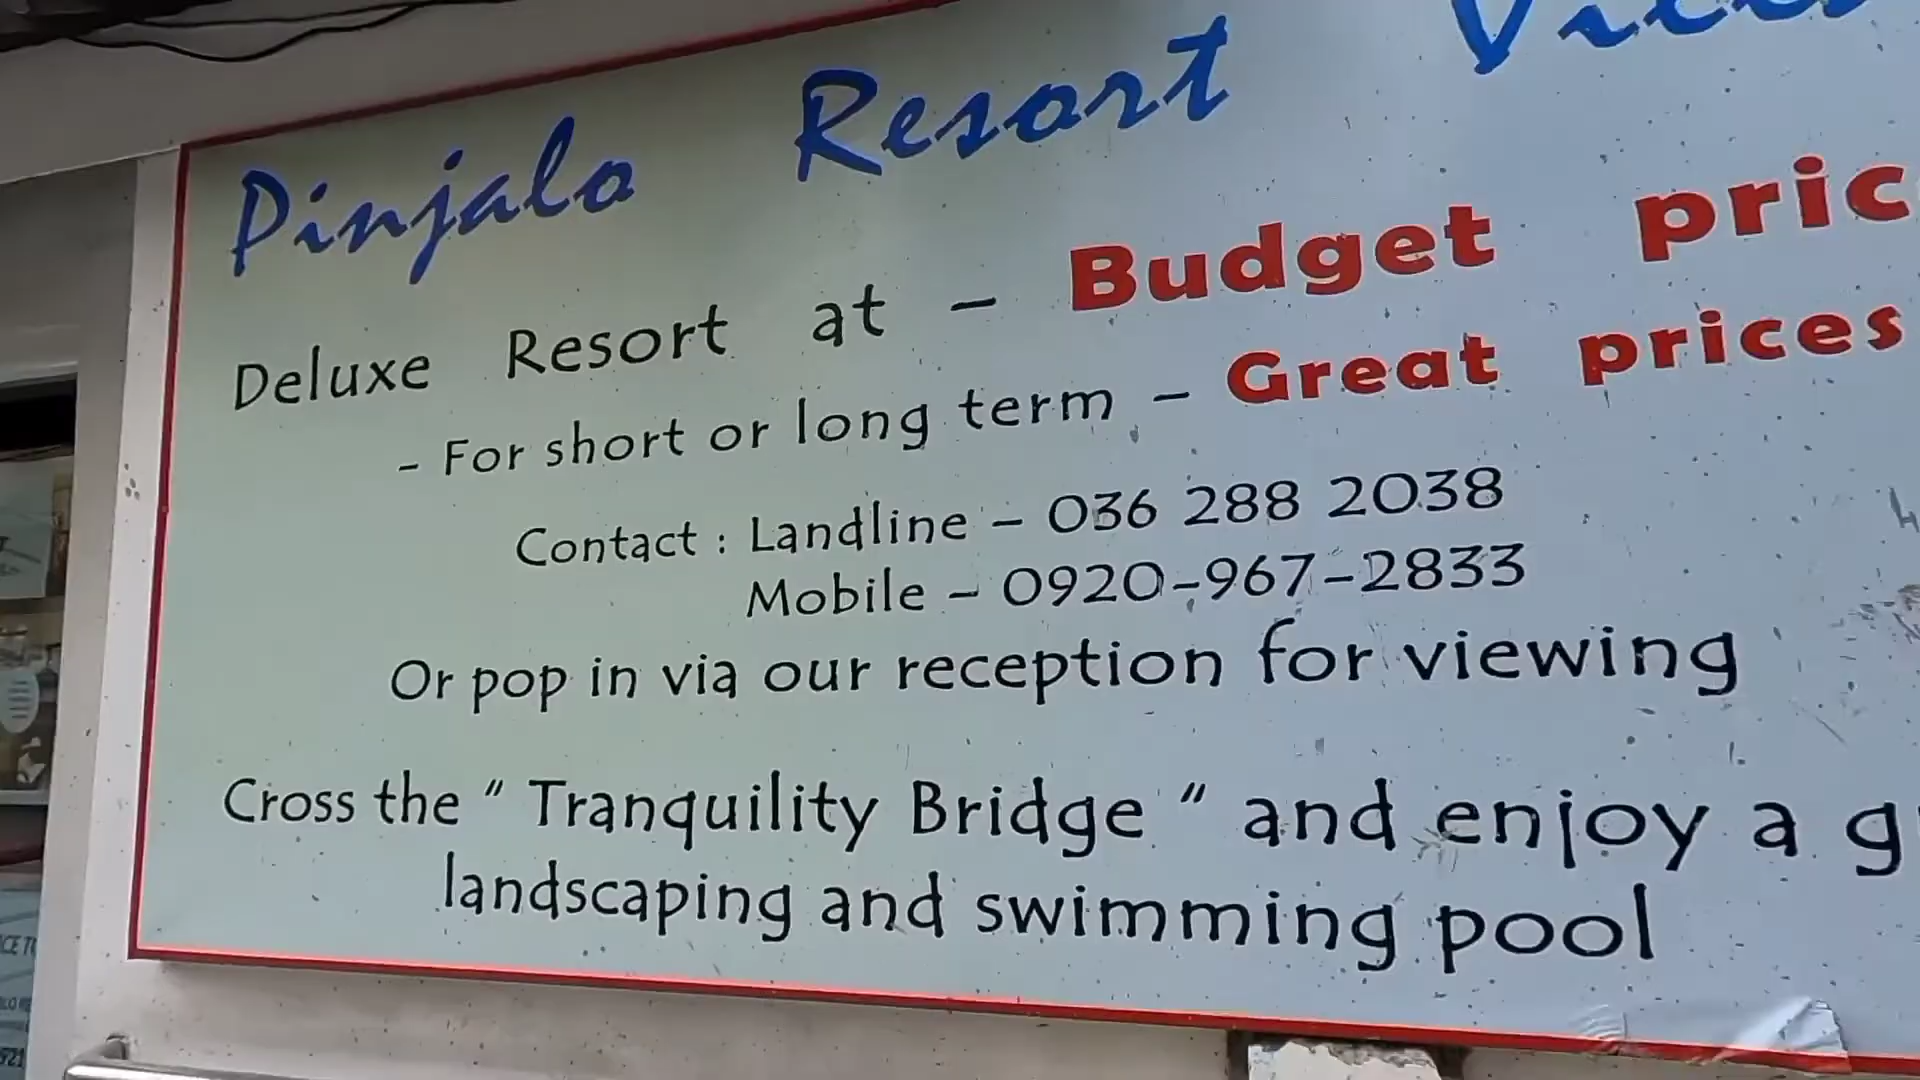 Pinjalo Resort
Deluxe Resort at - Budget
- For short or long term - Great prices
Contact : Landline - 036 288 2038
Mobile - 0920-967-2833
Or pop in via our reception for viewing
Cross the " Tranquility Bridge " and enjoy a
landscaping and swimming pool